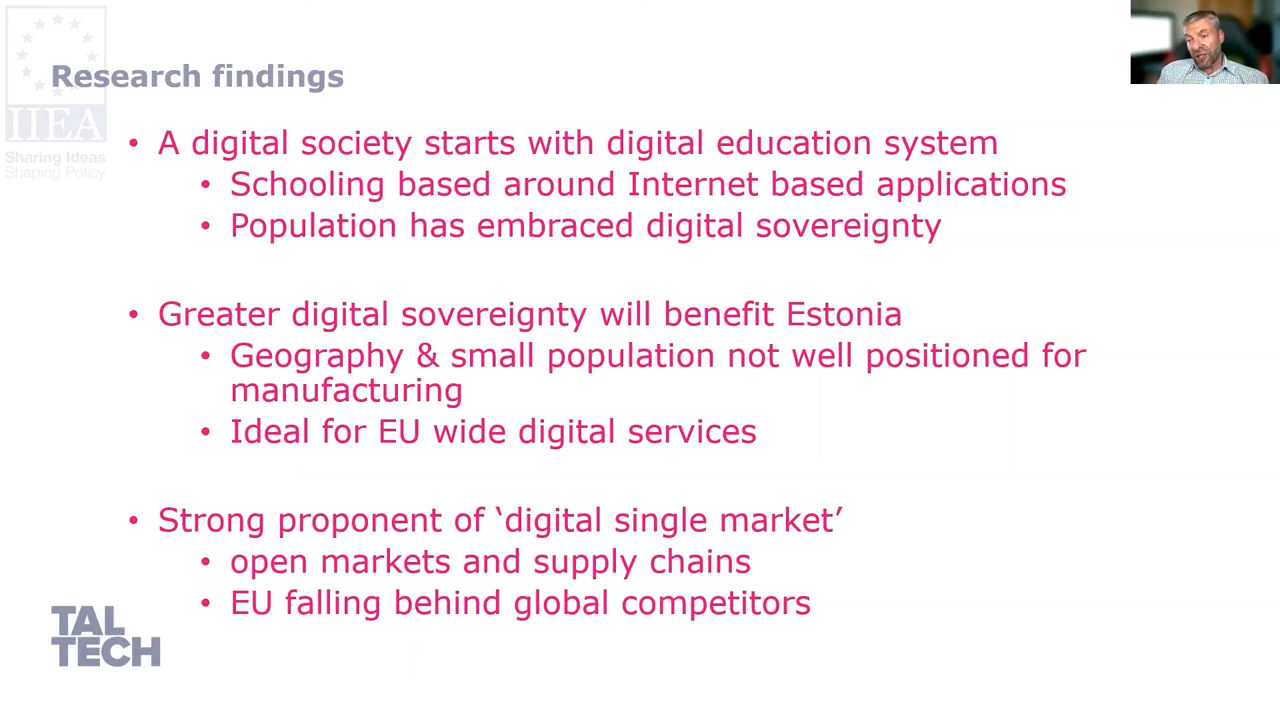 IIEA
Sharing Ideas
Shaping Policy
Research findings
• A digital society starts with digital education system
• Schooling based around Internet based applications
• Population has embraced digital sovereignty
• Greater digital sovereignty will benefit Estonia
• Geography & small population not well positioned for
manufacturing
• Ideal for EU wide digital services
• Strong proponent of ‘digital single market’
• open markets and supply chains
• EU falling behind global competitors
TAL
TECH